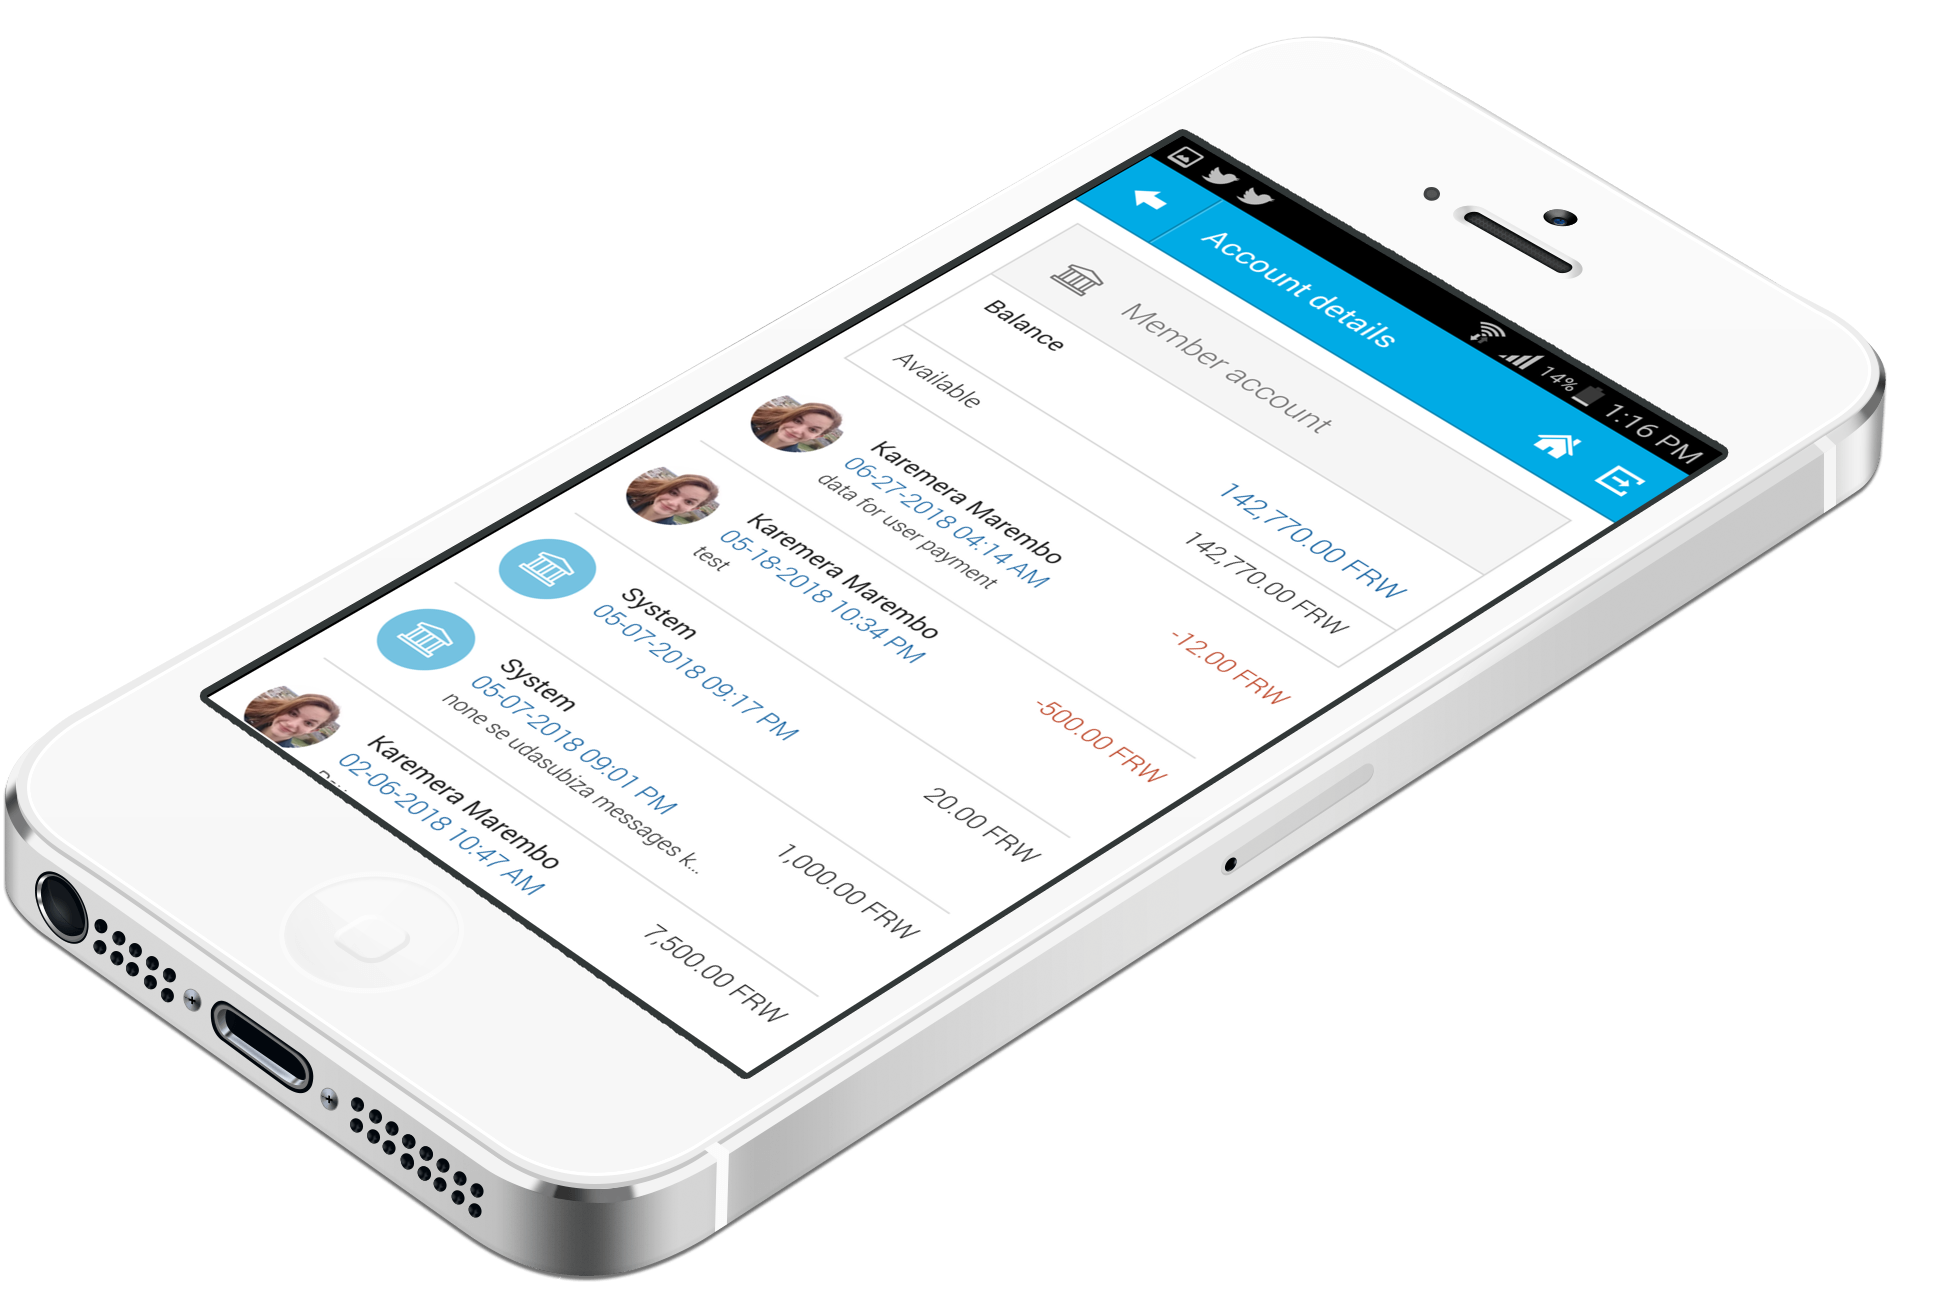 14% 1:16 PM
Account details
Member account
Balance 142,770.00 FRW
Available 142,770.00 FRW
Karemera Marembo
06-27-2018 04:14 AM
data for user payment
-12.00 FRW
Karemera Marembo
05-18-2018 10:34 PM
test
-500.00 FRW
System
05-07-2018 09:17 PM
20.00 FRW
System
05-07-2018 09:01 PM
none se udasubiza messages k...
1,000.00 FRW
Karemera Marembo
02-06-2018 10:47 AM
7,500.00 FRW